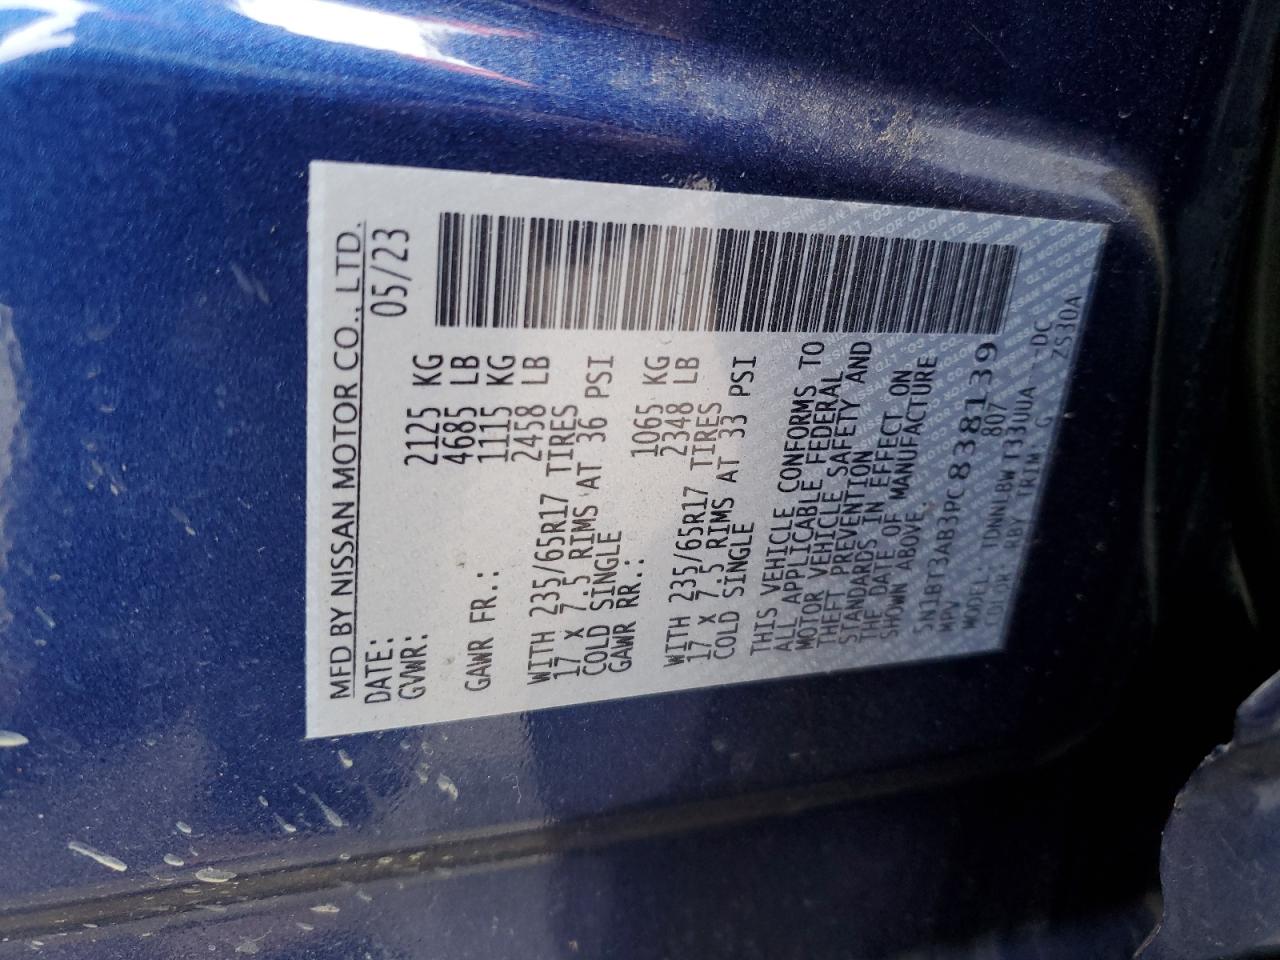 MFD BY NISSAN MOTOR CO., LTD.
DATE: 05/23
GVWR: 2125 KG
4685 LB
GAWR FR.: 1115 KG
2458 LB
WITH 235/65R17 TIRES
17 X 7.5 RIMS AT 36 PSI
COLD SINGLE
GAWR RR.: 1065 KG
2348 LB
WITH 235/65R17 TIRES
17 X 7.5 RIMS AT 33 PSI
COLD SINGLE
THIS VEHICLE CONFORMS TO
ALL APPLICABLE FEDERAL
MOTOR VEHICLE SAFETY AND
THEFT PREVENTION
STANDARDS IN EFFECT ON
THE DATE OF MANUFACTURE
SHOWN ABOVE.
5N1BT3AB3PC838139
MPV 807
MODEL: TDNNLBWT33UUA--DC
COLOR: RBY TRIM G ZS30A